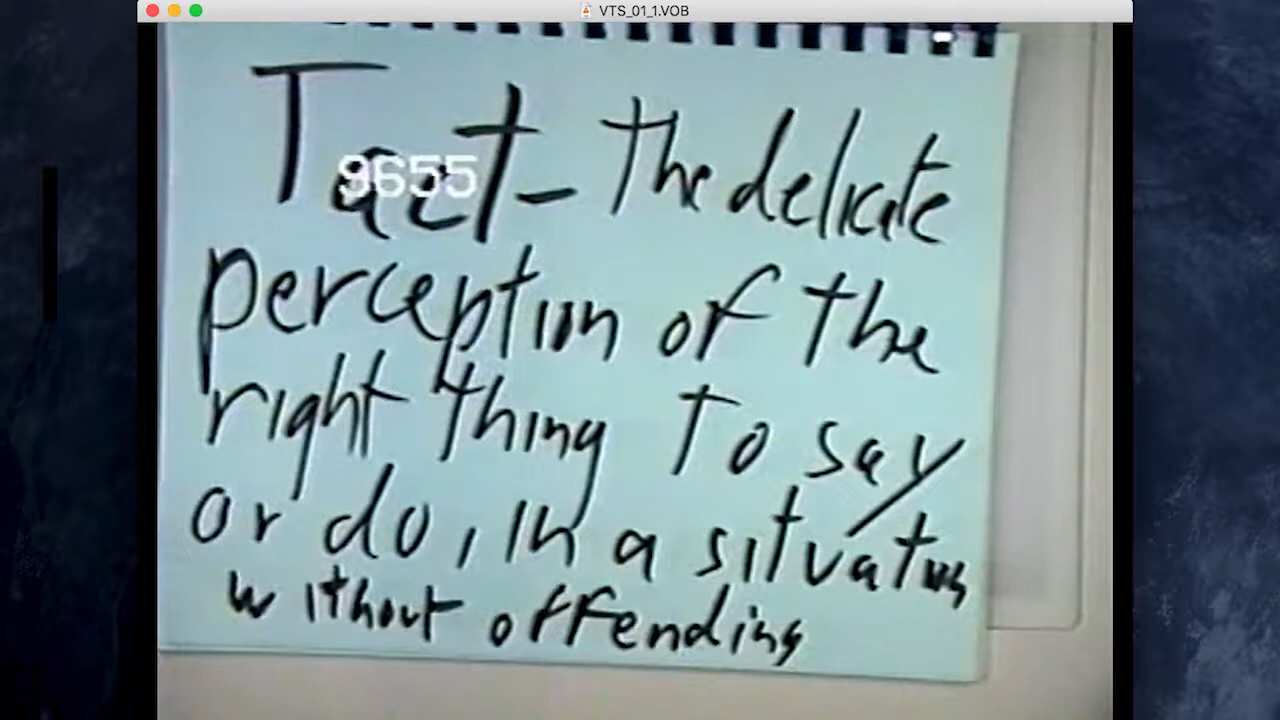 VTS_01_1.VOB
Tact - The delicate
9655
perception of the
right thing to say
or do, in a situation
without offending